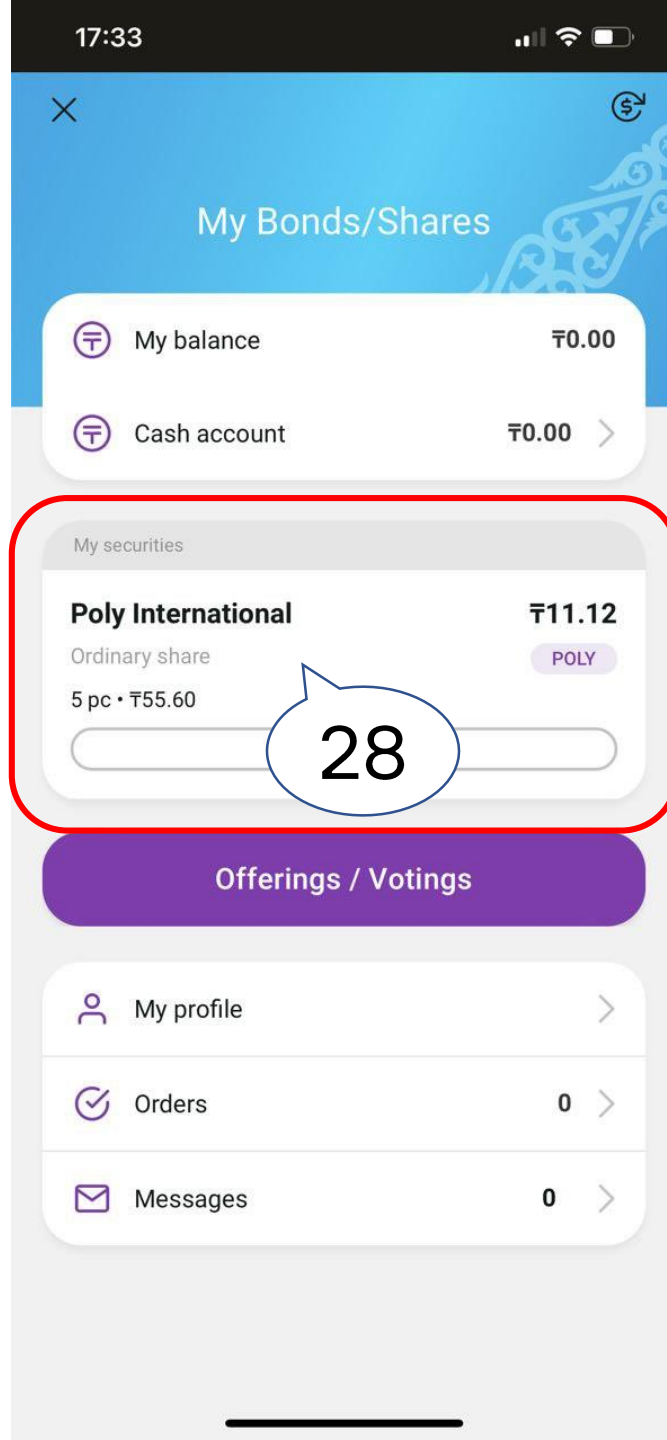 17:33
My Bonds/Shares
My balance ₸0.00
Cash account ₸0.00
My securities
Poly International ₸11.12
Ordinary share POLY
5 pc • ₸55.60
28
Offerings / Votings
My profile
Orders 0
Messages 0